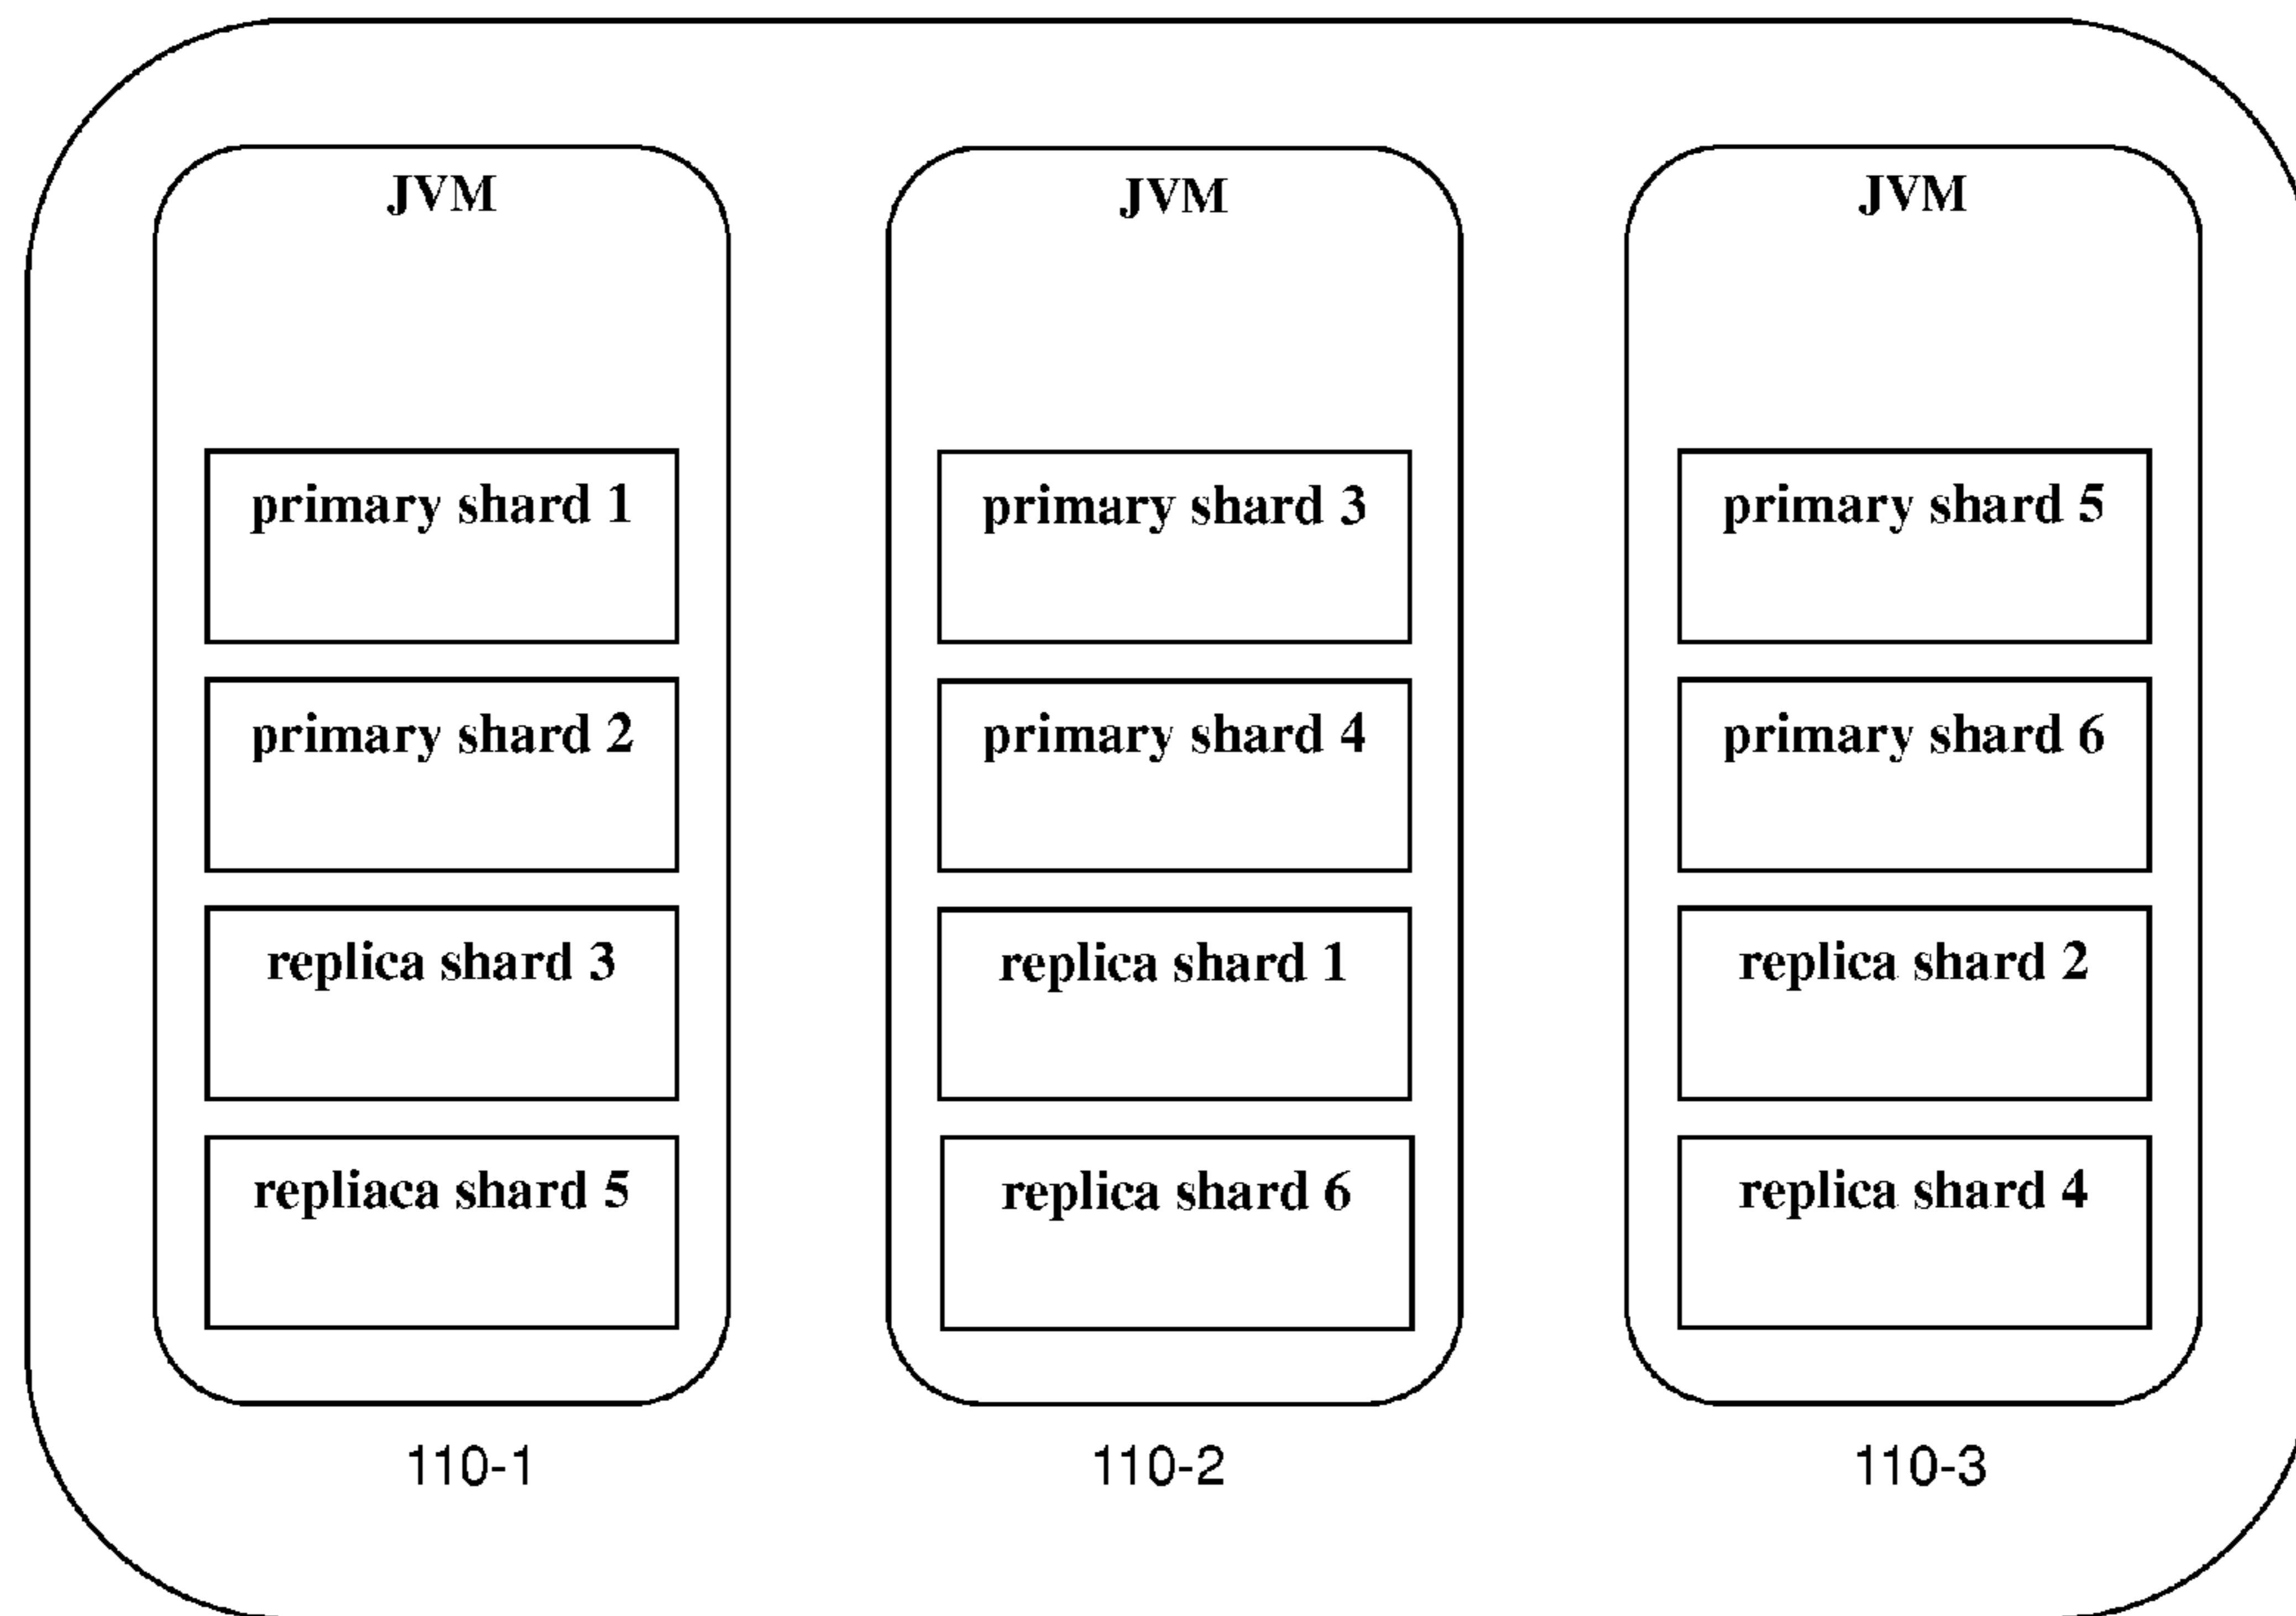 JVM
primary shard 1
primary shard 2
replica shard 3
repliaca shard 5
110-1
JVM
primary shard 3
primary shard 4
replica shard 1
replica shard 6
110-2
JVM
primary shard 5
primary shard 6
replica shard 2
replica shard 4
110-3